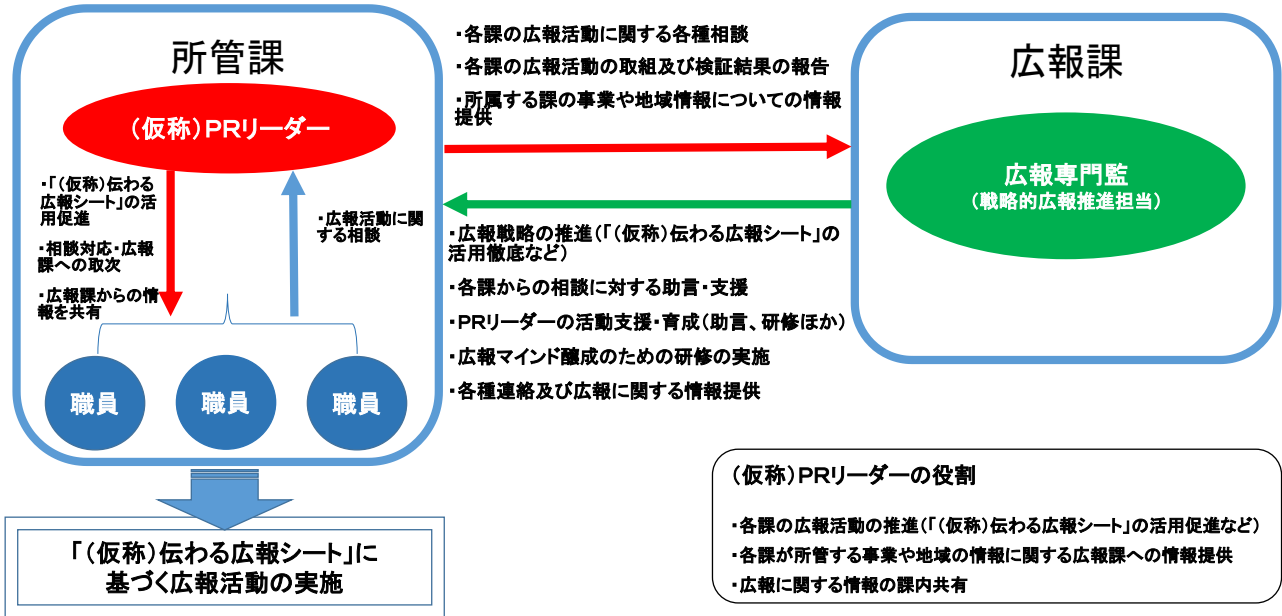 所管課
(仮称)PRリーダー
・「(仮称)伝わる
広報シート」の活
用促進
・相談対応・広報
課への取次
・広報課からの情
報を共有
・広報活動に関
する相談
職員
職員
職員
「(仮称)伝わる広報シート」に
基づく広報活動の実施
・各課の広報活動に関する各種相談
・各課の広報活動の取組及び検証結果の報告
・所属する課の事業や地域情報についての情報
提供
・広報戦略の推進(「(仮称)伝わる広報シート」の
活用徹底など)
・各課からの相談に対する助言・支援
・PRリーダーの活動支援・育成(助言、研修ほか)
・広報マインド醸成のための研修の実施
・各種連絡及び広報に関する情報提供
広報課
広報専門監
(戦略的広報推進担当)
(仮称)PRリーダーの役割
・各課の広報活動の推進(「(仮称)伝わる広報シート」の活用促進など)
・各課が所管する事業や地域の情報に関する広報課への情報提供
・広報に関する情報の課内共有